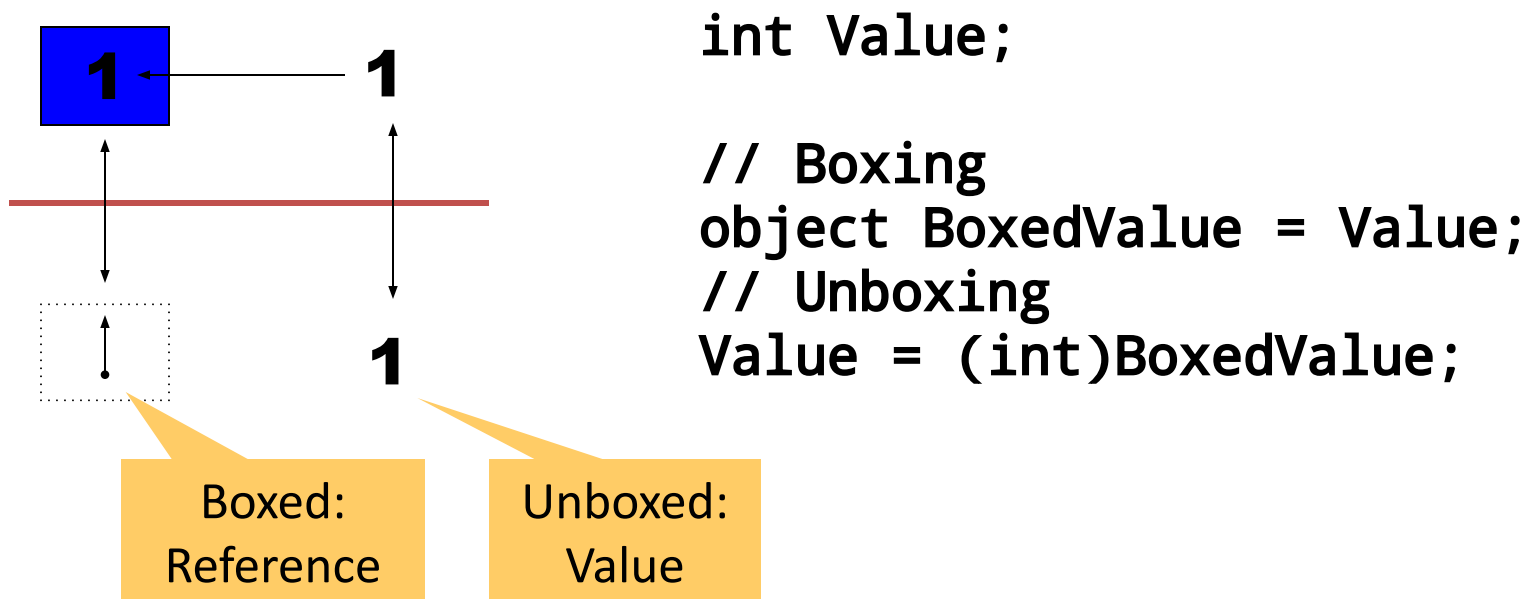 1
1
1
int Value;
// Boxing
object BoxedValue = Value;
// Unboxing
Value = (int)BoxedValue;
Boxed:
Reference
Unboxed:
Value